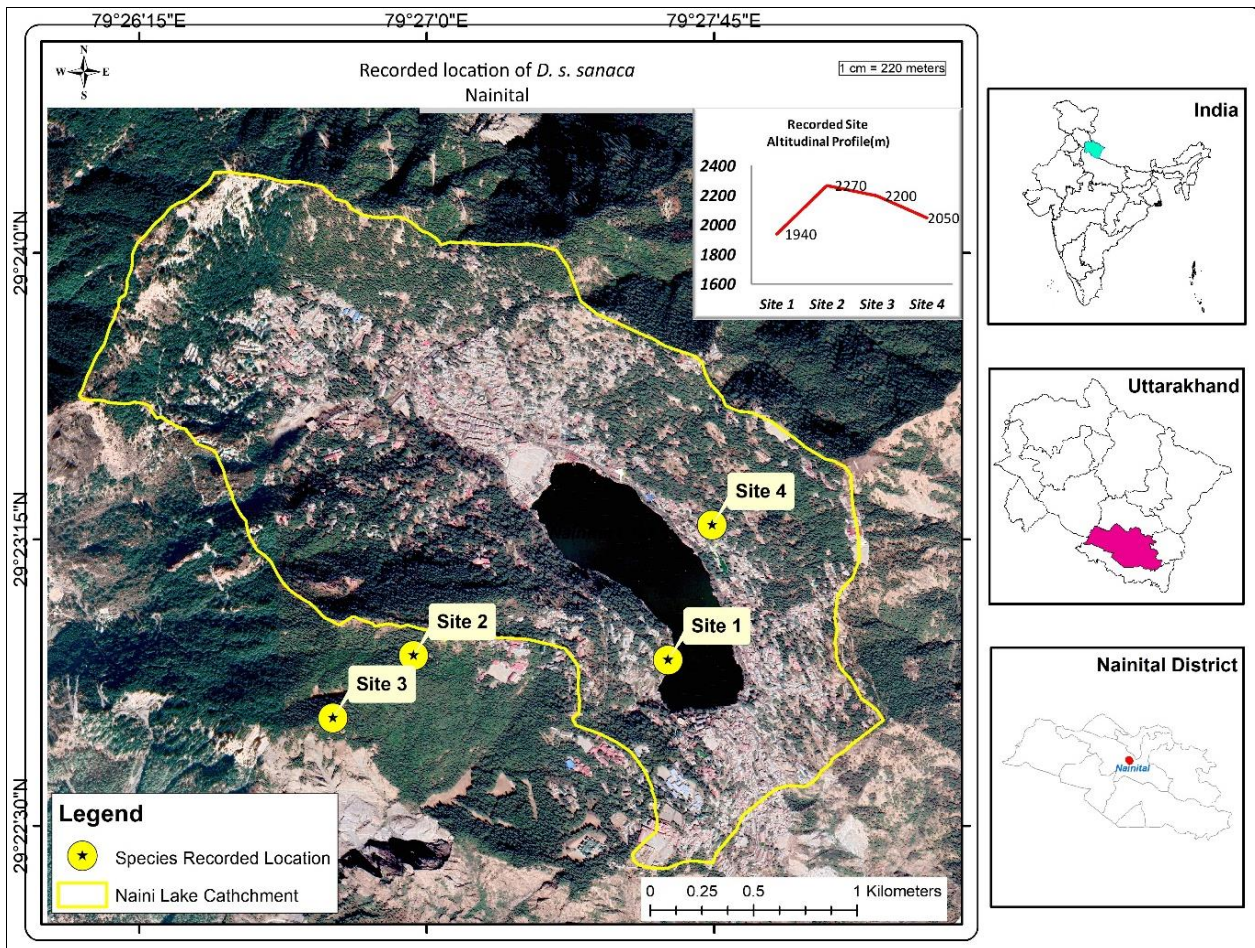 79°26'15"E
79°27'0"E
79°27'45"E
N
W
E
S
Recorded location of D. s. sanaca
Nainital
1 cm = 220 meters
Recorded Site
Altitudinal Profile(m)
2400
2200
2000
1800
1600
1940
2270
2200
2050
Site 1
Site 2
Site 3
Site 4
29°24'0"N
29°23'15"N
29°22'30"N
Site 4
Site 1
Site 2
Site 3
Legend
Species Recorded Location
Naini Lake Cathchment
0 0.25 0.5 1 Kilometers
India
Uttarakhand
Nainital District
Nainital